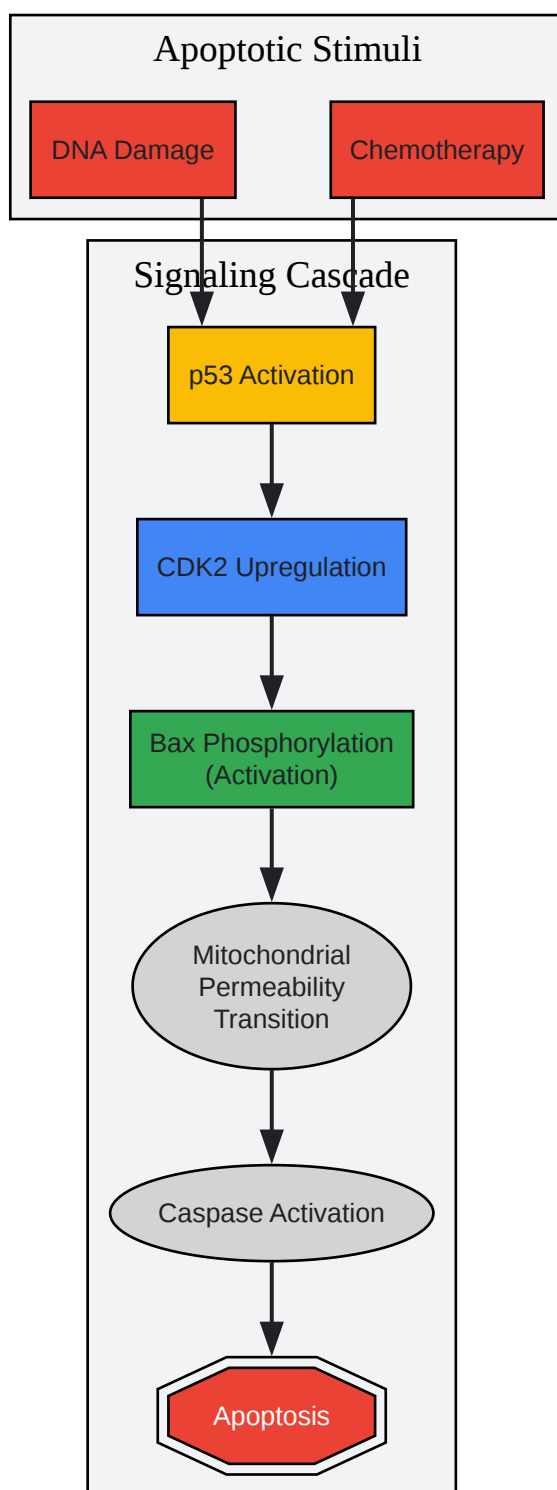 Apoptotic Stimuli
DNA Damage
Chemotherapy
Signaling Cascade
p53 Activation
CDK2 Upregulation
Bax Phosphorylation
(Activation)
Mitochondrial
Permeability
Transition
Caspase Activation
Apoptosis